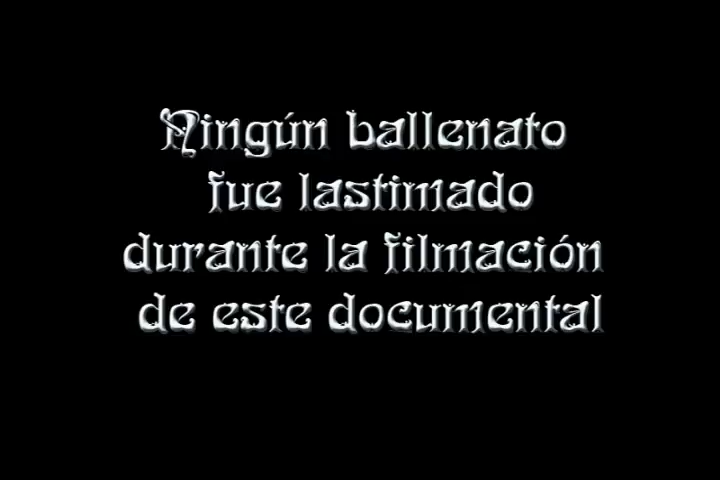 Ningún ballenato
fue lastimado
durante la filmación
de este documental